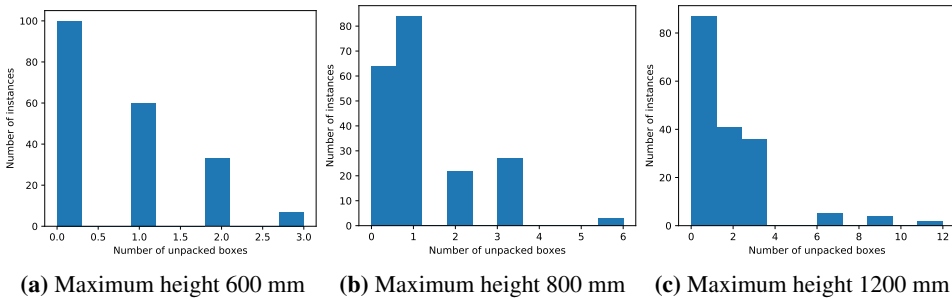 100
80
60
40
20
0
Number of instances
0.0 0.5 1.0 1.5 2.0 2.5 3.0
Number of unpacked boxes
(a) Maximum height 600 mm
80
70
60
50
40
30
20
10
0
Number of instances
0 1 2 3 4 5 6
Number of unpacked boxes
(b) Maximum height 800 mm
80
60
40
20
0
Number of instances
0 2 4 6 8 10 12
Number of unpacked boxes
(c) Maximum height 1200 mm